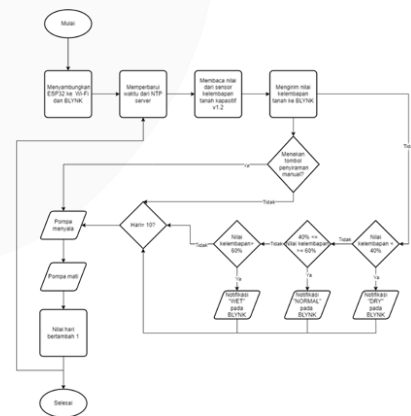 Mulai
Menyambungkan
ESP32 ke Wi-Fi
dan BLYNK
Memperbarui
waktu dari NTP
server
Membaca nilai
dari sensor
kelembapan
tanah kapasitif
v1.2
Mengirim nilai
kelembapan
tanah ke BLYNK
Menekan
tombol
penyiraman
manual?
Ya
Tidak
Pompa
menyala
Hari= 10?
Tidak
Nilai
kelembapan>
60%
Tidak
40% <=
Nilai kelembapan
<= 60%
Tidak
Nilai
kelembapan <
40%
Ya
Ya
Ya
Pompa mati
Notifikasi
"WET"
pada
BLYNK
Notifikasi
"NORMAL"
pada
BLYNK
Notifikasi
"DRY" pada
BLYNK
Nilai hari
bertambah 1
Selesai